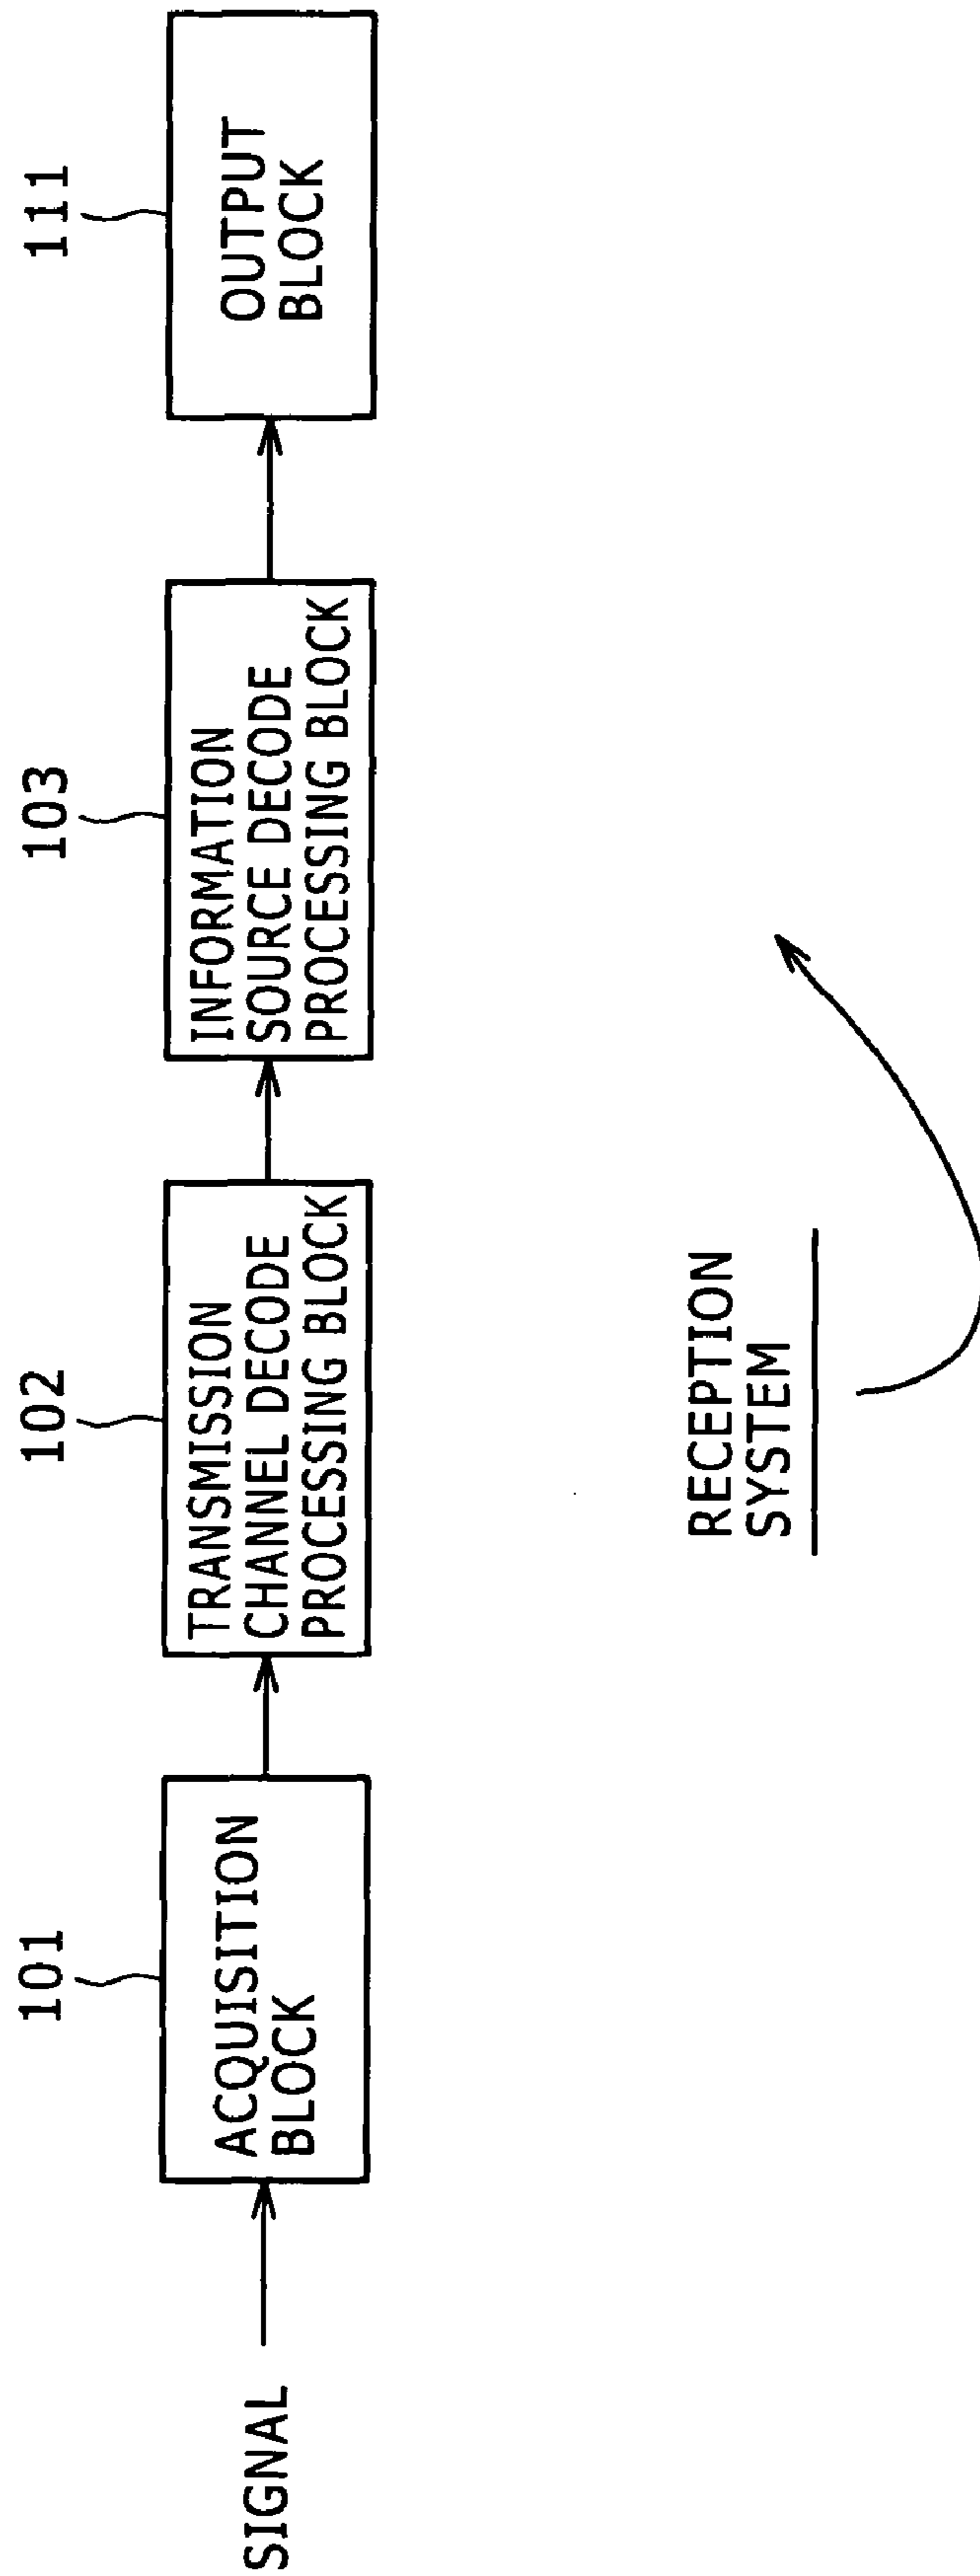 101
102
103
111
SIGNAL
ACQUISITION
BLOCK
TRANSMISSION
CHANNEL DECODE
PROCESSING BLOCK
INFORMATION
SOURCE DECODE
PROCESSING BLOCK
OUTPUT
BLOCK
RECEPTION
SYSTEM